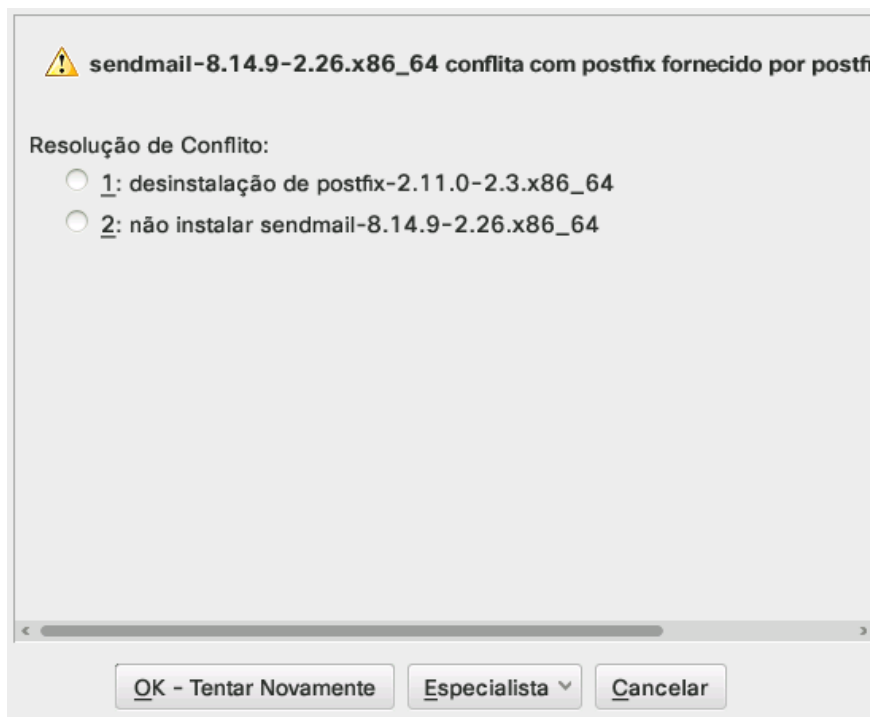 sendmail-8.14.9-2.26.x86_64 conflita com postfix fornecido por
Resolução de Conflito:
1: desinstalação de postfix-2.11.0-2.3.x86_64
2: não instalar sendmail-8.14.9-2.26.x86_64
OK - Tentar Novamente
Especialista
Cancelar